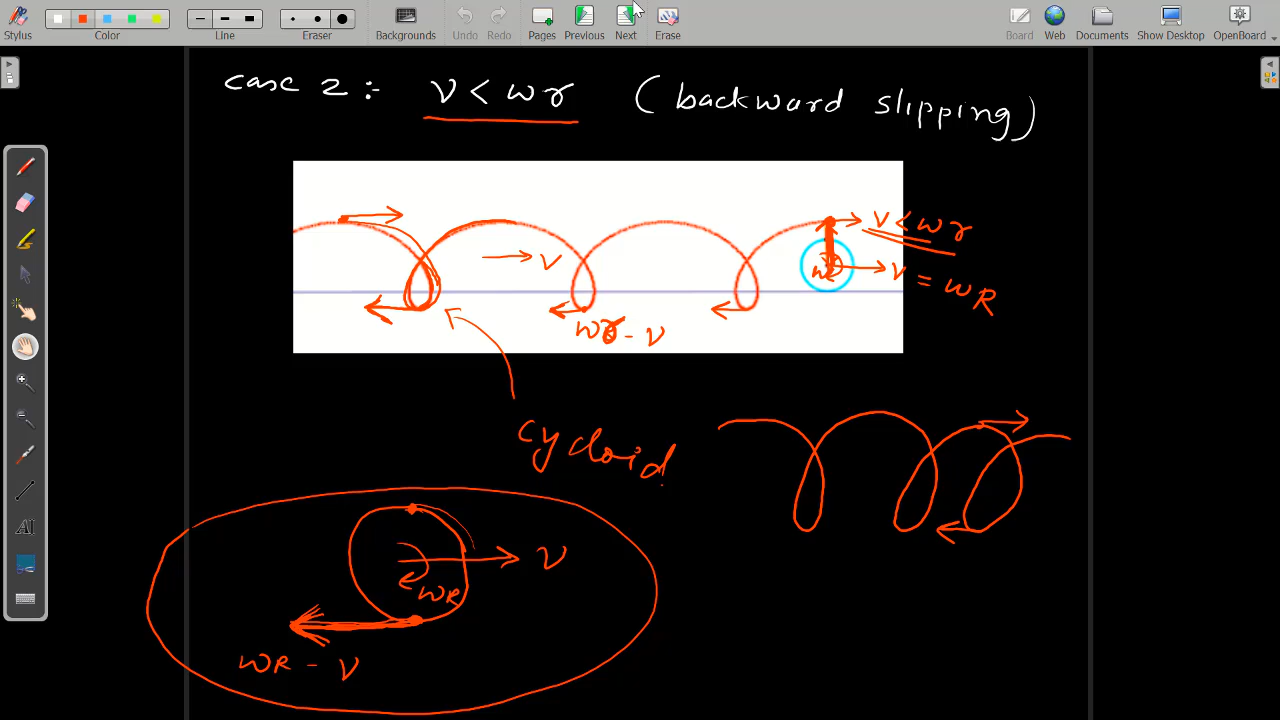 Stylus Color Line Eraser Backgrounds Undo Redo Pages Previous Next Erase Board Web Documents Show Desktop OpenBoard
case 2 :- v < ωr (backward slipping)
v < ωr
v
v = ωR
ωr - v
cycloid
v
ωR
ωR - v
AI